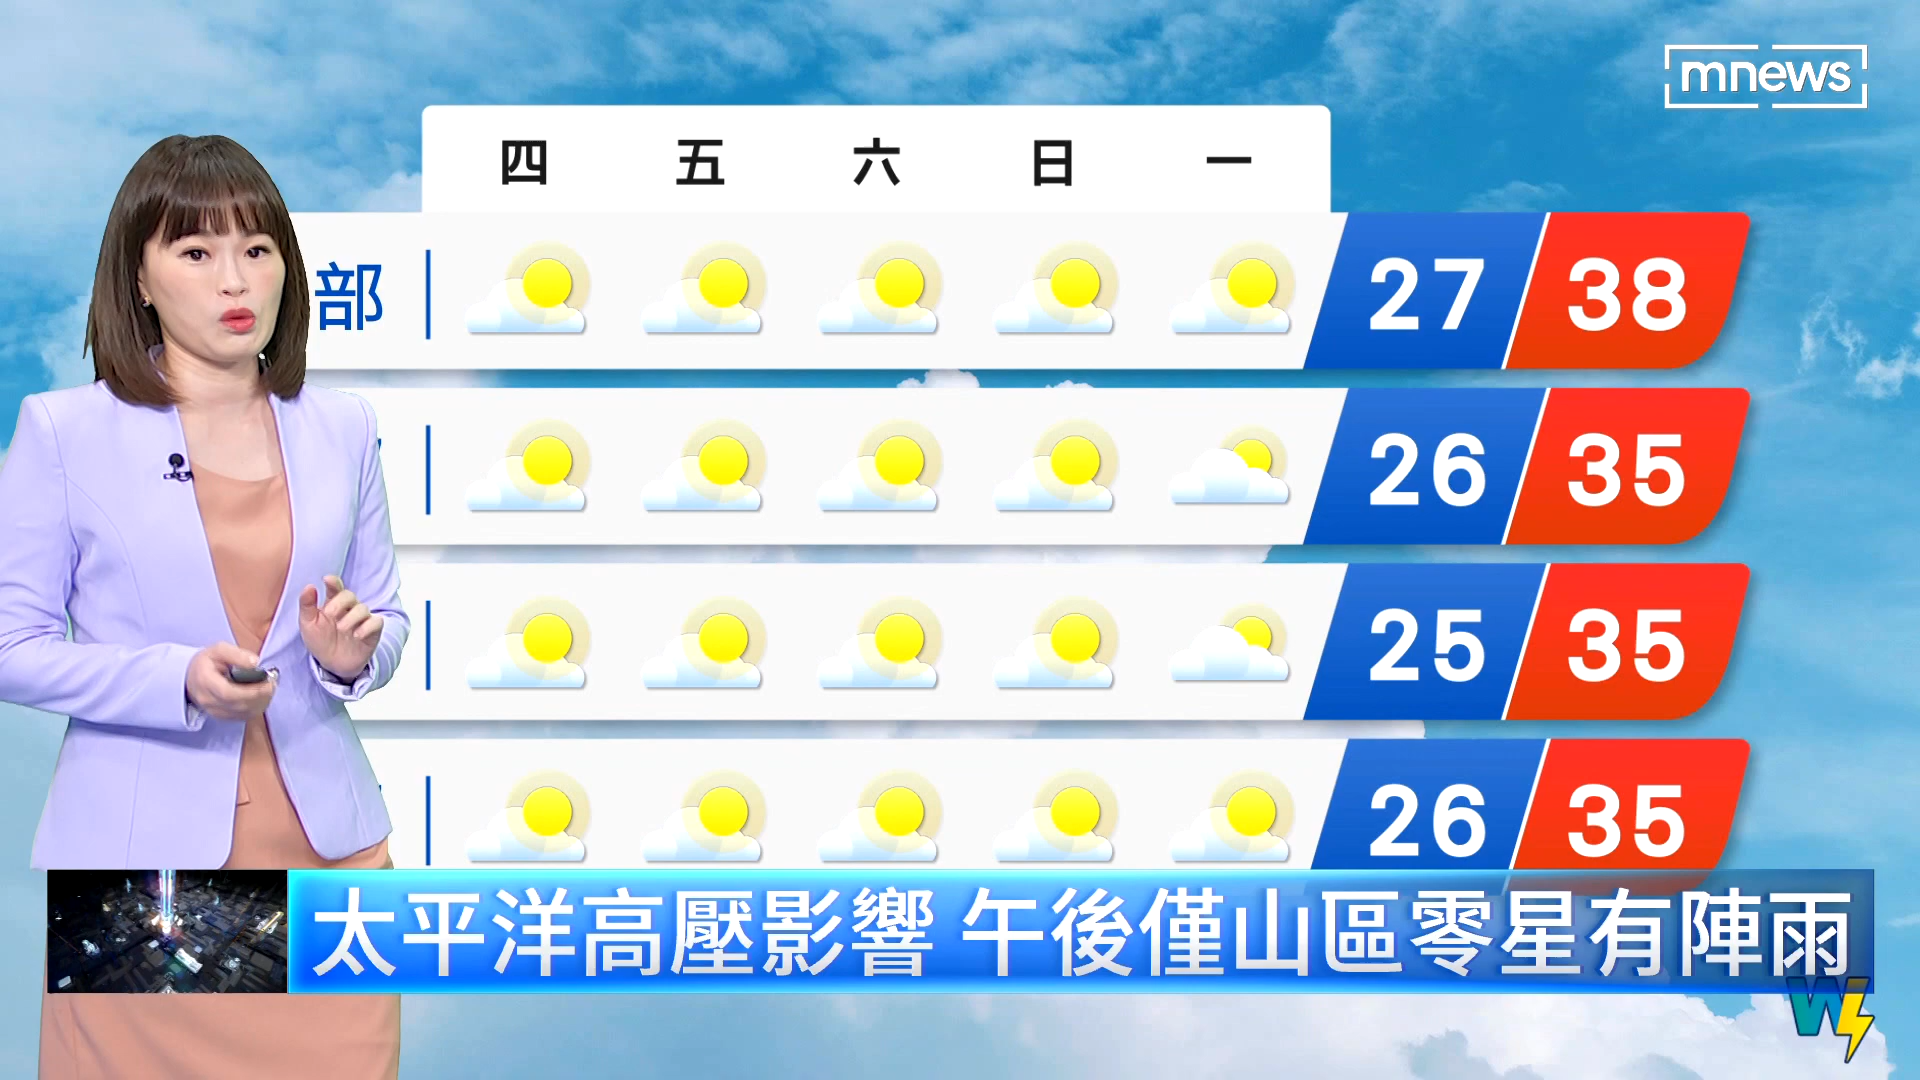 mnews
四 五 六 日 一
部 27 38
26 35
25 35
26 35
太平洋高壓影響 午後僅山區零星有陣雨
W